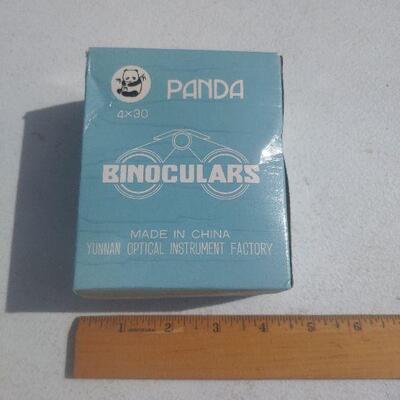 PANDA
4×30
BINOCULARS
MADE IN CHINA
YUNNAN OPTICAL INSTRUMENT FACTORY
1 2 3 4 5 6